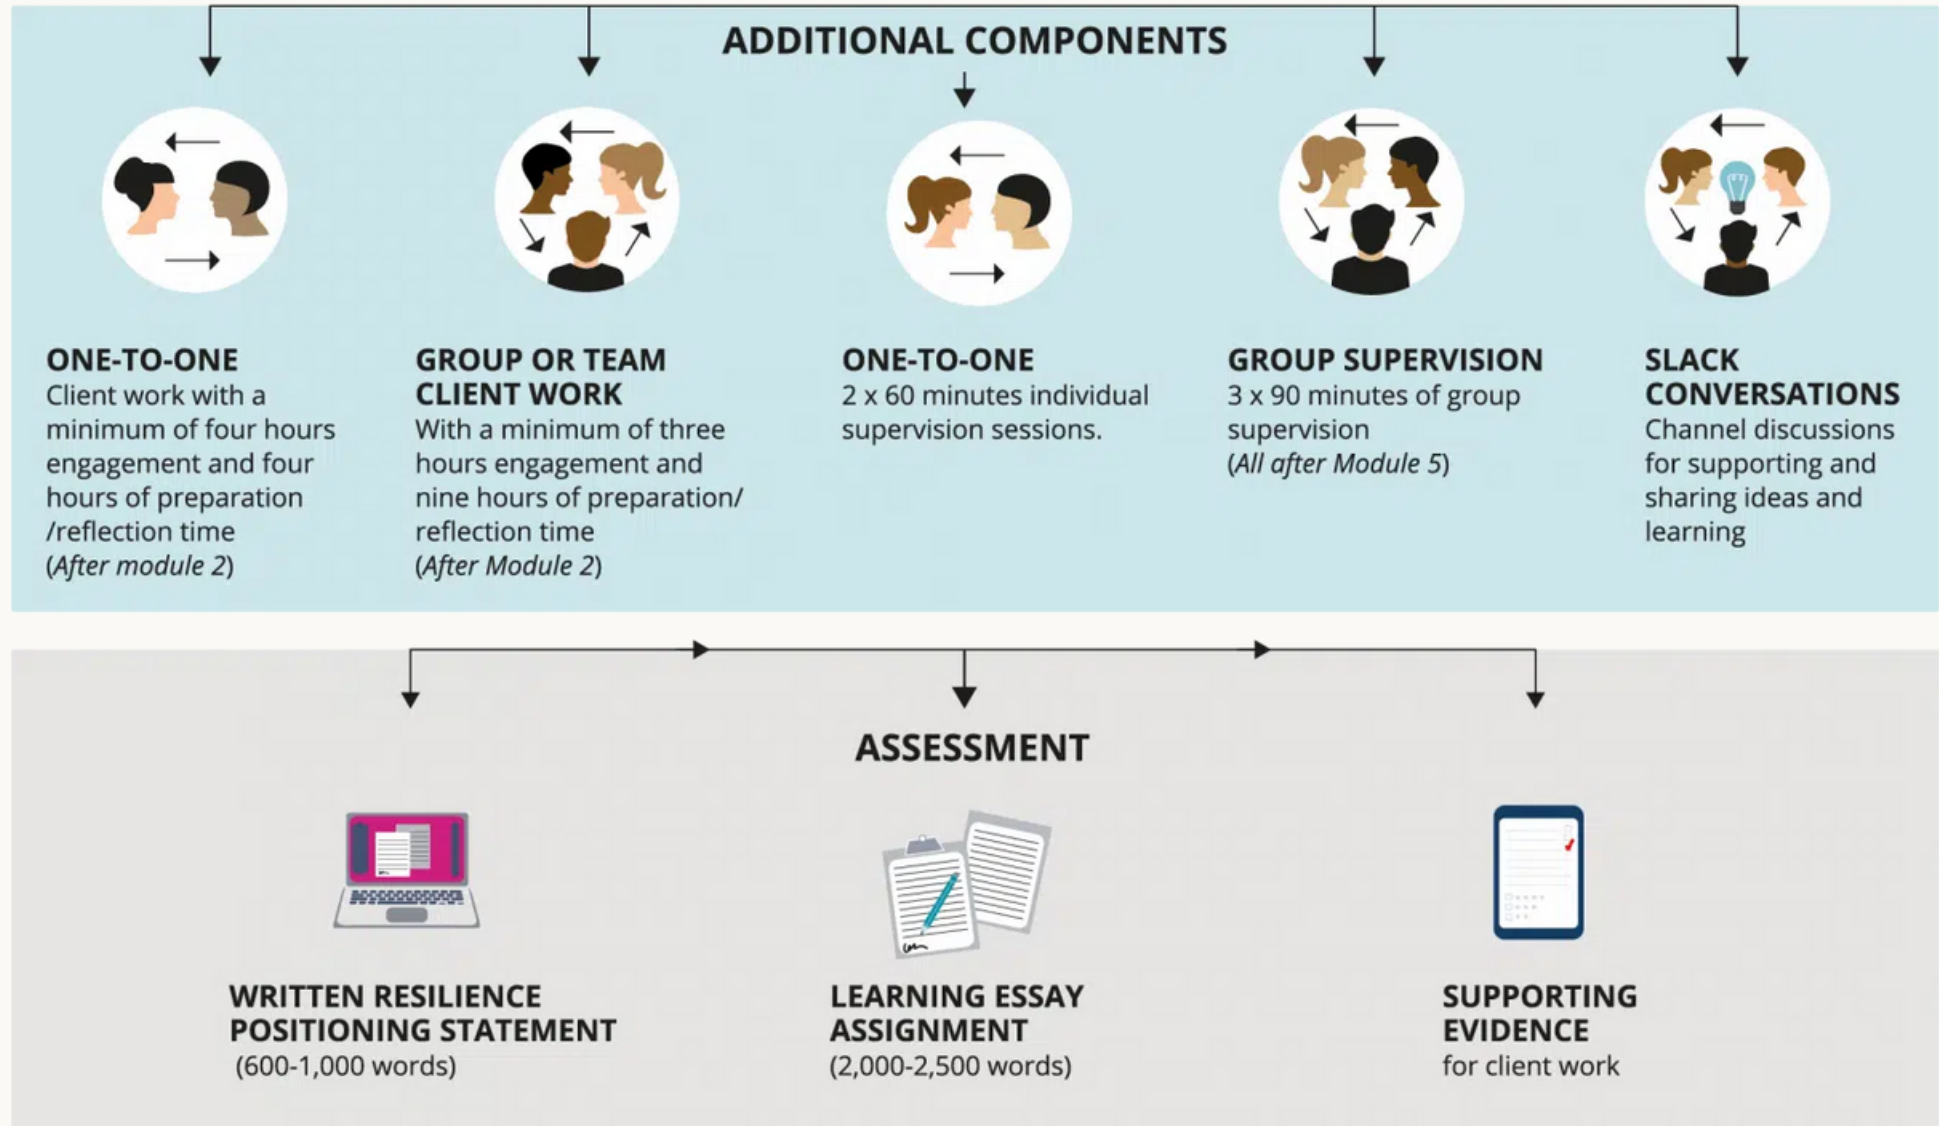 ADDITIONAL COMPONENTS
ONE-TO-ONE
Client work with a
minimum of four hours
engagement and four
hours of preparation
/reflection time
(After module 2)
GROUP OR TEAM
CLIENT WORK
With a minimum of three
hours engagement and
nine hours of preparation/
reflection time
(After Module 2)
ONE-TO-ONE
2 x 60 minutes individual
supervision sessions.
GROUP SUPERVISION
3 x 90 minutes of group
supervision
(All after Module 5)
SLACK
CONVERSATIONS
Channel discussions
for supporting and
sharing ideas and
learning
ASSESSMENT
WRITTEN RESILIENCE
POSITIONING STATEMENT
(600-1,000 words)
LEARNING ESSAY
ASSIGNMENT
(2,000-2,500 words)
SUPPORTING
EVIDENCE
for client work